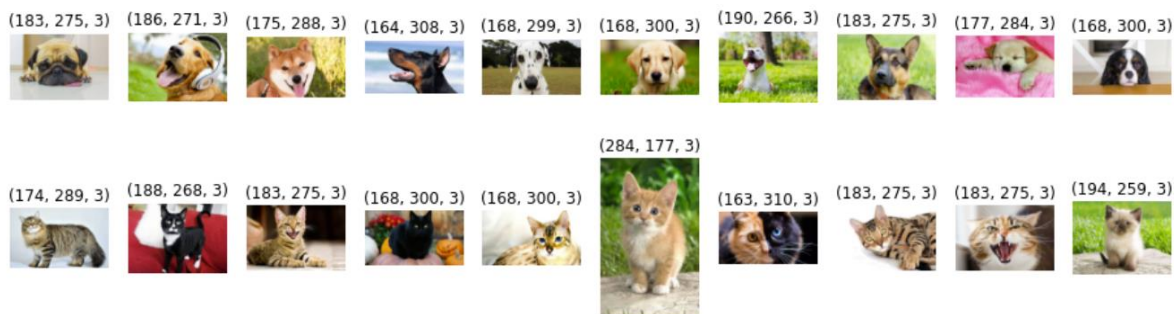 (183, 275, 3) (186, 271, 3) (175, 288, 3) (164, 308, 3) (168, 299, 3) (168, 300, 3) (190, 266, 3) (183, 275, 3) (177, 284, 3) (168, 300, 3)
(284, 177, 3)
(174, 289, 3) (188, 268, 3) (183, 275, 3) (168, 300, 3) (168, 300, 3) (163, 310, 3) (183, 275, 3) (183, 275, 3) (194, 259, 3)